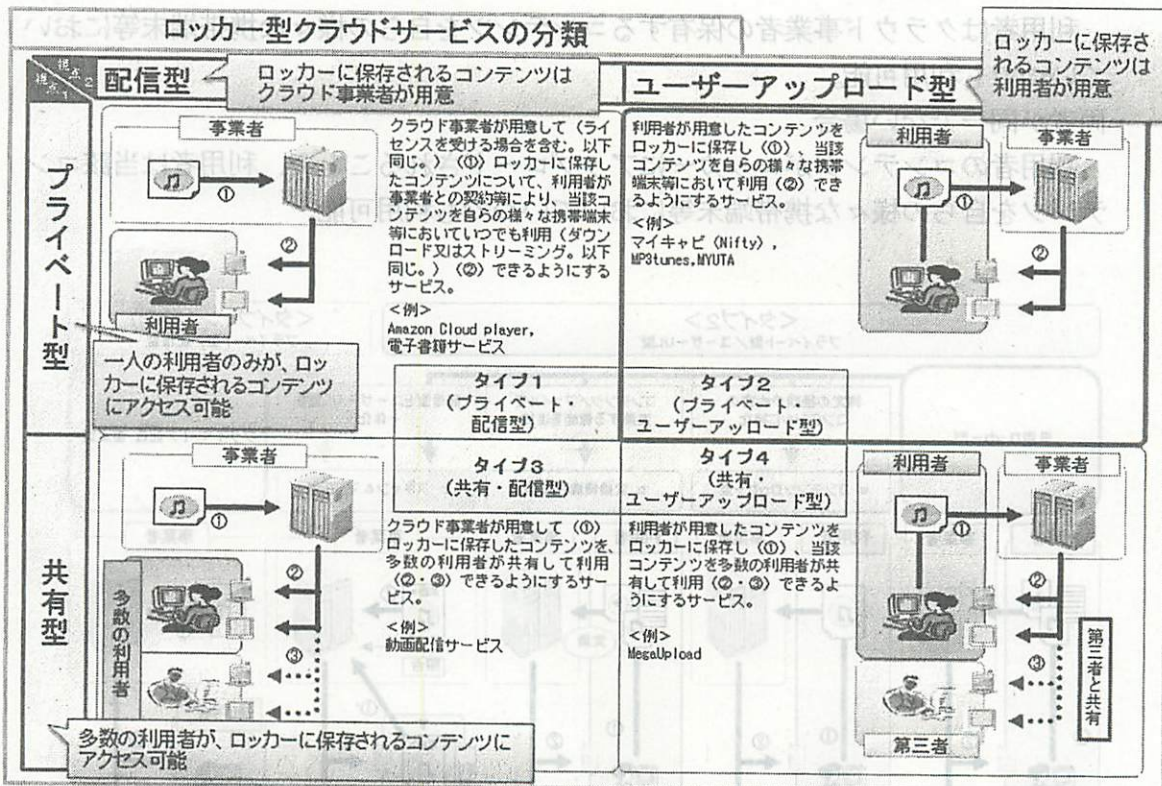 ロッカー型クラウドサービスの分類
視点2
視点1
配信型
ロッカーに保存されるコンテンツは
クラウド事業者が用意
ユーザーアップロード型
ロッカーに保存さ
れるコンテンツは
利用者が用意
プライベート型
事業者
①
②
利用者
クラウド事業者が用意して（ライ
センスを受ける場合を含む。以下
同じ。）（①）ロッカーに保存し
たコンテンツについて、利用者が
事業者との契約等により、当該コ
ンテンツを自らの様々な携帯端末
等においていつでも利用（ダウン
ロード又はストリーミング。以下
同じ。）（②）できるようにする
サービス。
<例>
Amazon Cloud player,
電子書籍サービス
利用者が用意したコンテンツを
ロッカーに保存し（①）、当該
コンテンツを自らの様々な携帯
端末等において利用（②）でき
るようにするサービス。
<例>
マイキャビ（Nifty）,
MP3tunes,MYUTA
利用者
事業者
①
②
一人の利用者のみが、ロッ
カーに保存されるコンテンツ
にアクセス可能
タイプ1
（プライベート・
配信型）
タイプ2
（プライベート・
ユーザーアッロード型）
タイプ3
（共有・配信型）
タイプ4
（共有・
ユーザーアップロード型）
共有型
事業者
①
②
③
多数の利用者
クラウド事業者が用意して（①）
ロッカーに保存したコンテンツを、
多数の利用者が共有して利用
（②・③）できるようにするサー
ビス。
<例>
動画配信サービス
利用者が用意したコンテンツを
ロッカーに保存し（①）、当該
コンテンツを多数の利用者が共
有して利用（②・③）できるよ
うにするサービス。
<例>
MegaUpload
利用者
事業者
①
②
③
第三者と共有
第三者
多数の利用者が、ロッカーに保存されるコンテンツに
アクセス可能